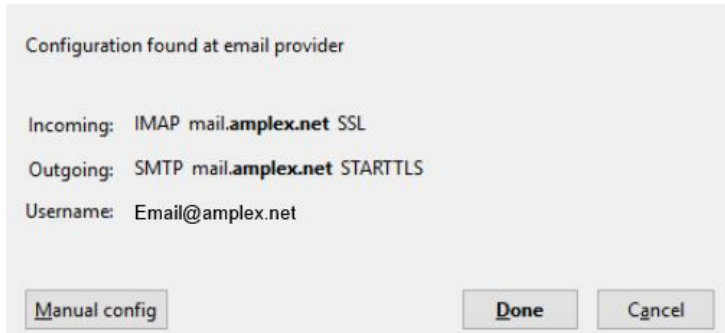 Configuration found at email provider
Incoming: IMAP mail.amplex.net SSL
Outgoing: SMTP mail.amplex.net STARTTLS
Username: Email@amplex.net
Manual config Done Cancel